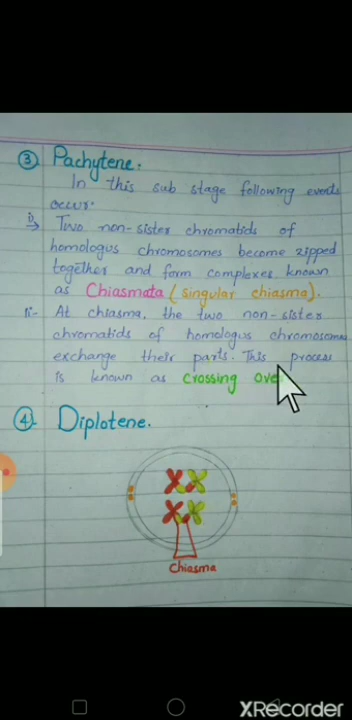 ③ Pachytene.
In this sub stage following events
occur.
i) Two non-sister chromatids of
homologus chromosomes become zipped
together and form complexes known
as Chiasmata (singular chiasma).
ii- At chiasma, the two non-sister
chromatids of homologus chromosomes
exchange their parts. This process
is known as crossing ove
④ Diplotene.
Chiasma
XRecorder